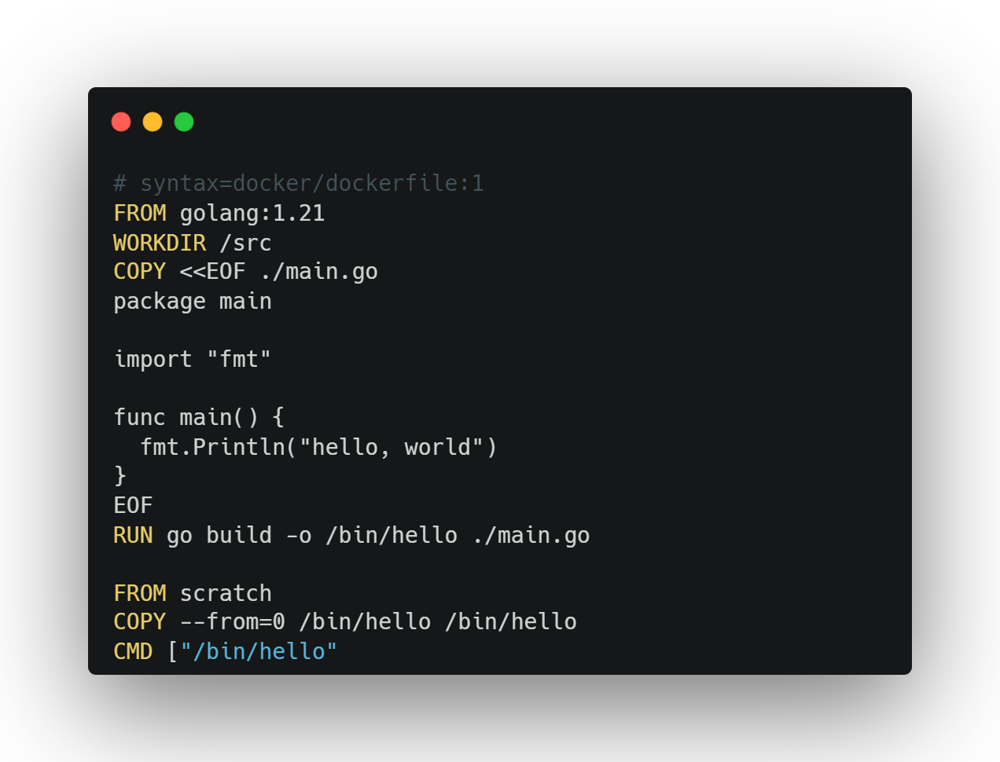 # syntax=docker/dockerfile:1
FROM golang:1.21
WORKDIR /src
COPY <<EOF ./main.go
package main

import "fmt"

func main() {
  fmt.Println("hello, world")
}
EOF
RUN go build -o /bin/hello ./main.go

FROM scratch
COPY --from=0 /bin/hello /bin/hello
CMD ["/bin/hello"